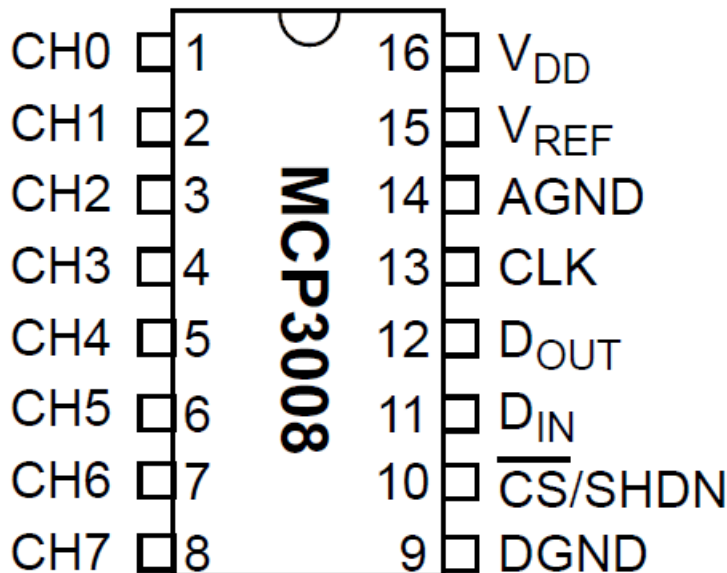 CH0 1 16 VDD
CH1 2 15 VREF
CH2 3 14 AGND
CH3 4 13 CLK
CH4 5 12 DOUT
CH5 6 11 DIN
CH6 7 10 CS/SHDN
CH7 8 9 DGND
MCP3008